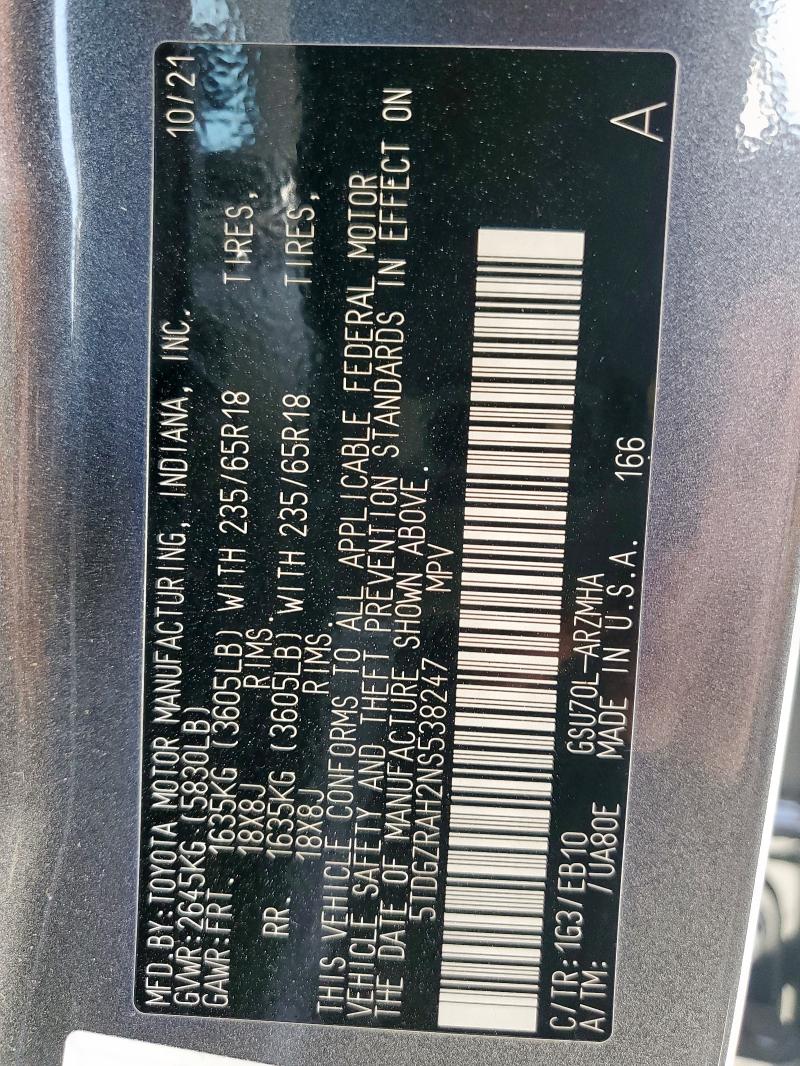 MFD.BY:TOYOTA MOTOR MANUFACTURING, INDIANA, INC. 10/21
GVWR:2645KG (5830LB)
GAWR:FRT. 1635KG (3605LB) WITH 235/65R18 TIRES,
18X8J RIMS.
RR. 1635KG (3605LB) WITH 235/65R18 TIRES,
18X8J RIMS.
THIS VEHICLE CONFORMS TO ALL APPLICABLE FEDERAL MOTOR
VEHICLE SAFETY AND THEFT PREVENTION STANDARDS IN EFFECT ON
THE DATE OF MANUFACTURE SHOWN ABOVE.
5TDGZRAH2NS538247 MPV
C/TR:1G3/EB10 GSU70L-ARZMHA
A/TM: /UA80E MADE IN U.S.A. 166 A